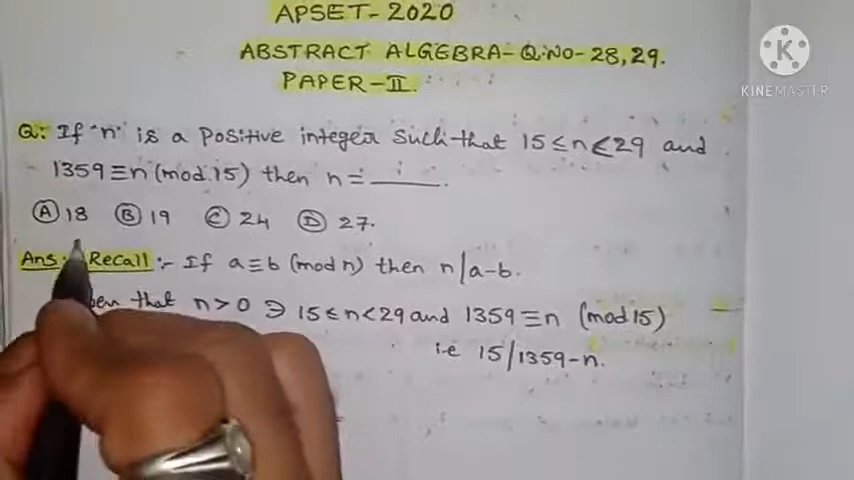 APSET-2020
ABSTRACT ALGEBRA-Q.NO-28,29.
PAPER-II.
K
KINEMASTER
Q: If 'n' is a positive integer such that 15≤n<29 and
1359≡n(mod 15) then n=______.
Ⓐ 18 Ⓑ 19 Ⓒ 24 Ⓓ 27.
Ans: Recall:- If a≡b (mod n) then n/a-b.
that n>0 ∋ 15≤n<29 and 1359≡n (mod 15)
i.e 15/1359-n.